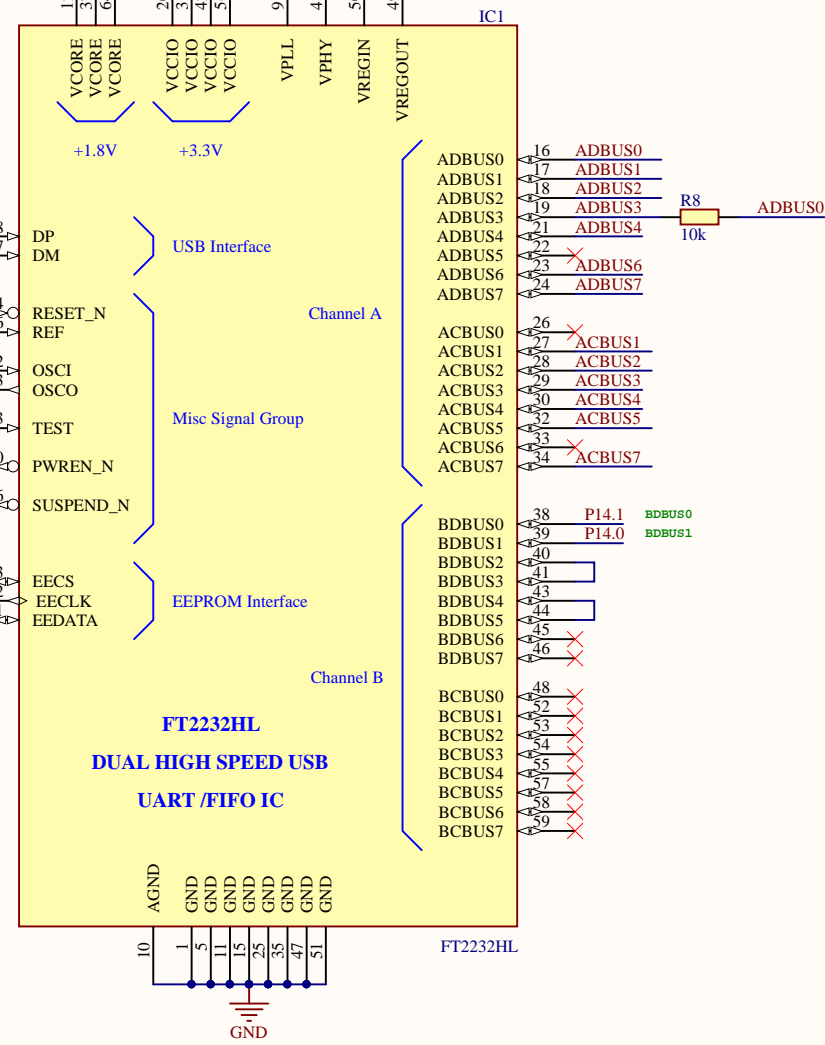 IC1
VCORE
VCORE
VCORE
VCCIO
VCCIO
VCCIO
VCCIO
VPLL
VPHY
VREGIN
VREGOUT
9
+1.8V
+3.3V
ADBUS0 16 ADBUS0
ADBUS1 17 ADBUS1
ADBUS2 18 ADBUS2
ADBUS3 19 ADBUS3 R8 10k ADBUS0
ADBUS4 21 ADBUS4
ADBUS5 22
ADBUS6 23 ADBUS6
ADBUS7 24 ADBUS7
DP
DM
USB Interface
RESET_N
REF
OSCI
OSCO
TEST
PWREN_N
SUSPEND_N
Misc Signal Group
Channel A
ACBUS0 26
ACBUS1 27 ACBUS1
ACBUS2 28 ACBUS2
ACBUS3 29 ACBUS3
ACBUS4 30 ACBUS4
ACBUS5 32 ACBUS5
ACBUS6 33
ACBUS7 34 ACBUS7
BDBUS0 38 P14.1 BDBUS0
BDBUS1 39 P14.0 BDBUS1
BDBUS2 40
BDBUS3 41
BDBUS4 43
BDBUS5 44
BDBUS6 45
BDBUS7 46
EECS
EECLK
EEDATA
EEPROM Interface
Channel B
BCBUS0 48
BCBUS1 52
BCBUS2 53
BCBUS3 54
BCBUS4 55
BCBUS5 57
BCBUS6 58
BCBUS7 59
FT2232HL
DUAL HIGH SPEED USB
UART /FIFO IC
AGND
GND
GND
GND
GND
GND
GND
GND
GND
10
1
5
11
15
25
35
47
51
FT2232HL
GND